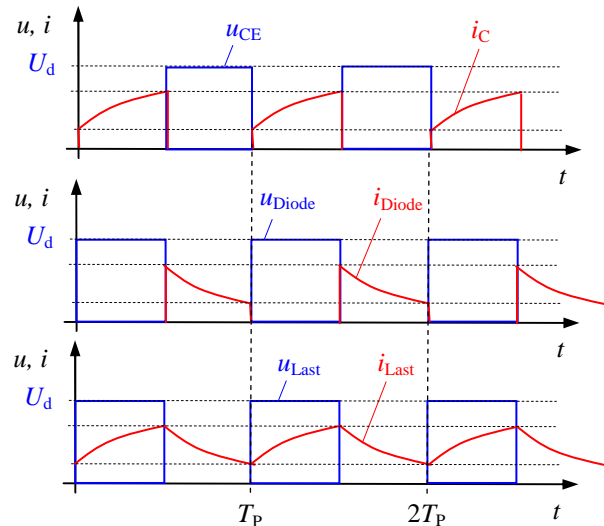 u, i
u_CE
i_C
U_d
t
u, i
u_Diode
i_Diode
U_d
t
u, i
u_Last
i_Last
U_d
T_P
2T_P
t